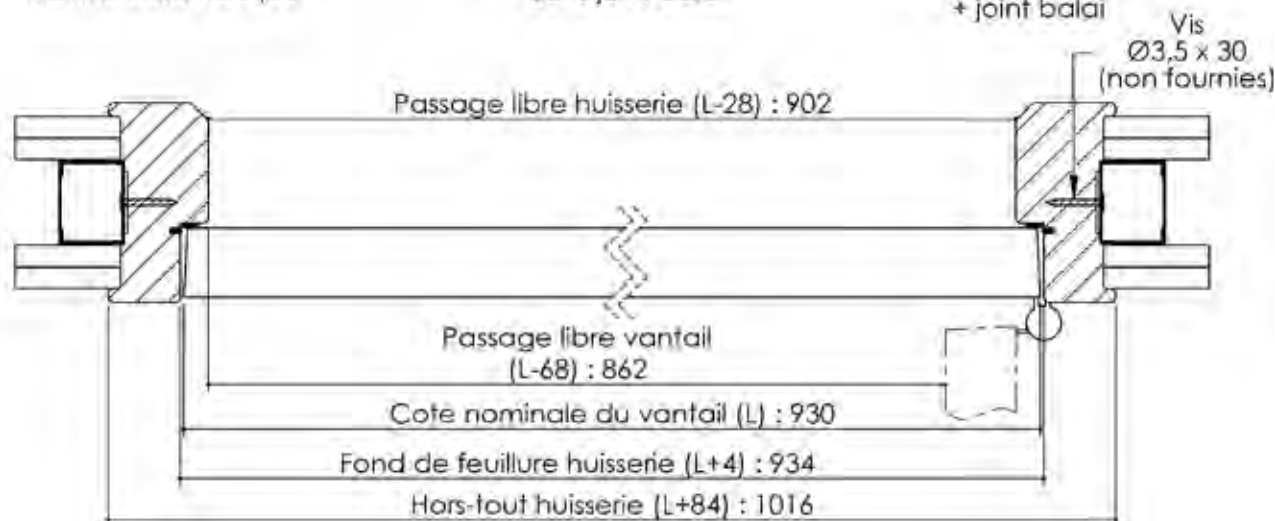 + joint balai
Vis
Ø3,5 x 30
(non fournies)
Passage libre huisserie (L-28) : 902
Passage libre vantail
(L-68) : 862
Cote nominale du vantail (L) : 930
Fond de feuillure huisserie (L+4) : 934
Hors-tout huisserie (L+84) : 1016